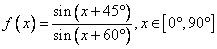 f(x) = sin(x+45°) / sin(x+60°), x∈[0°,90°]